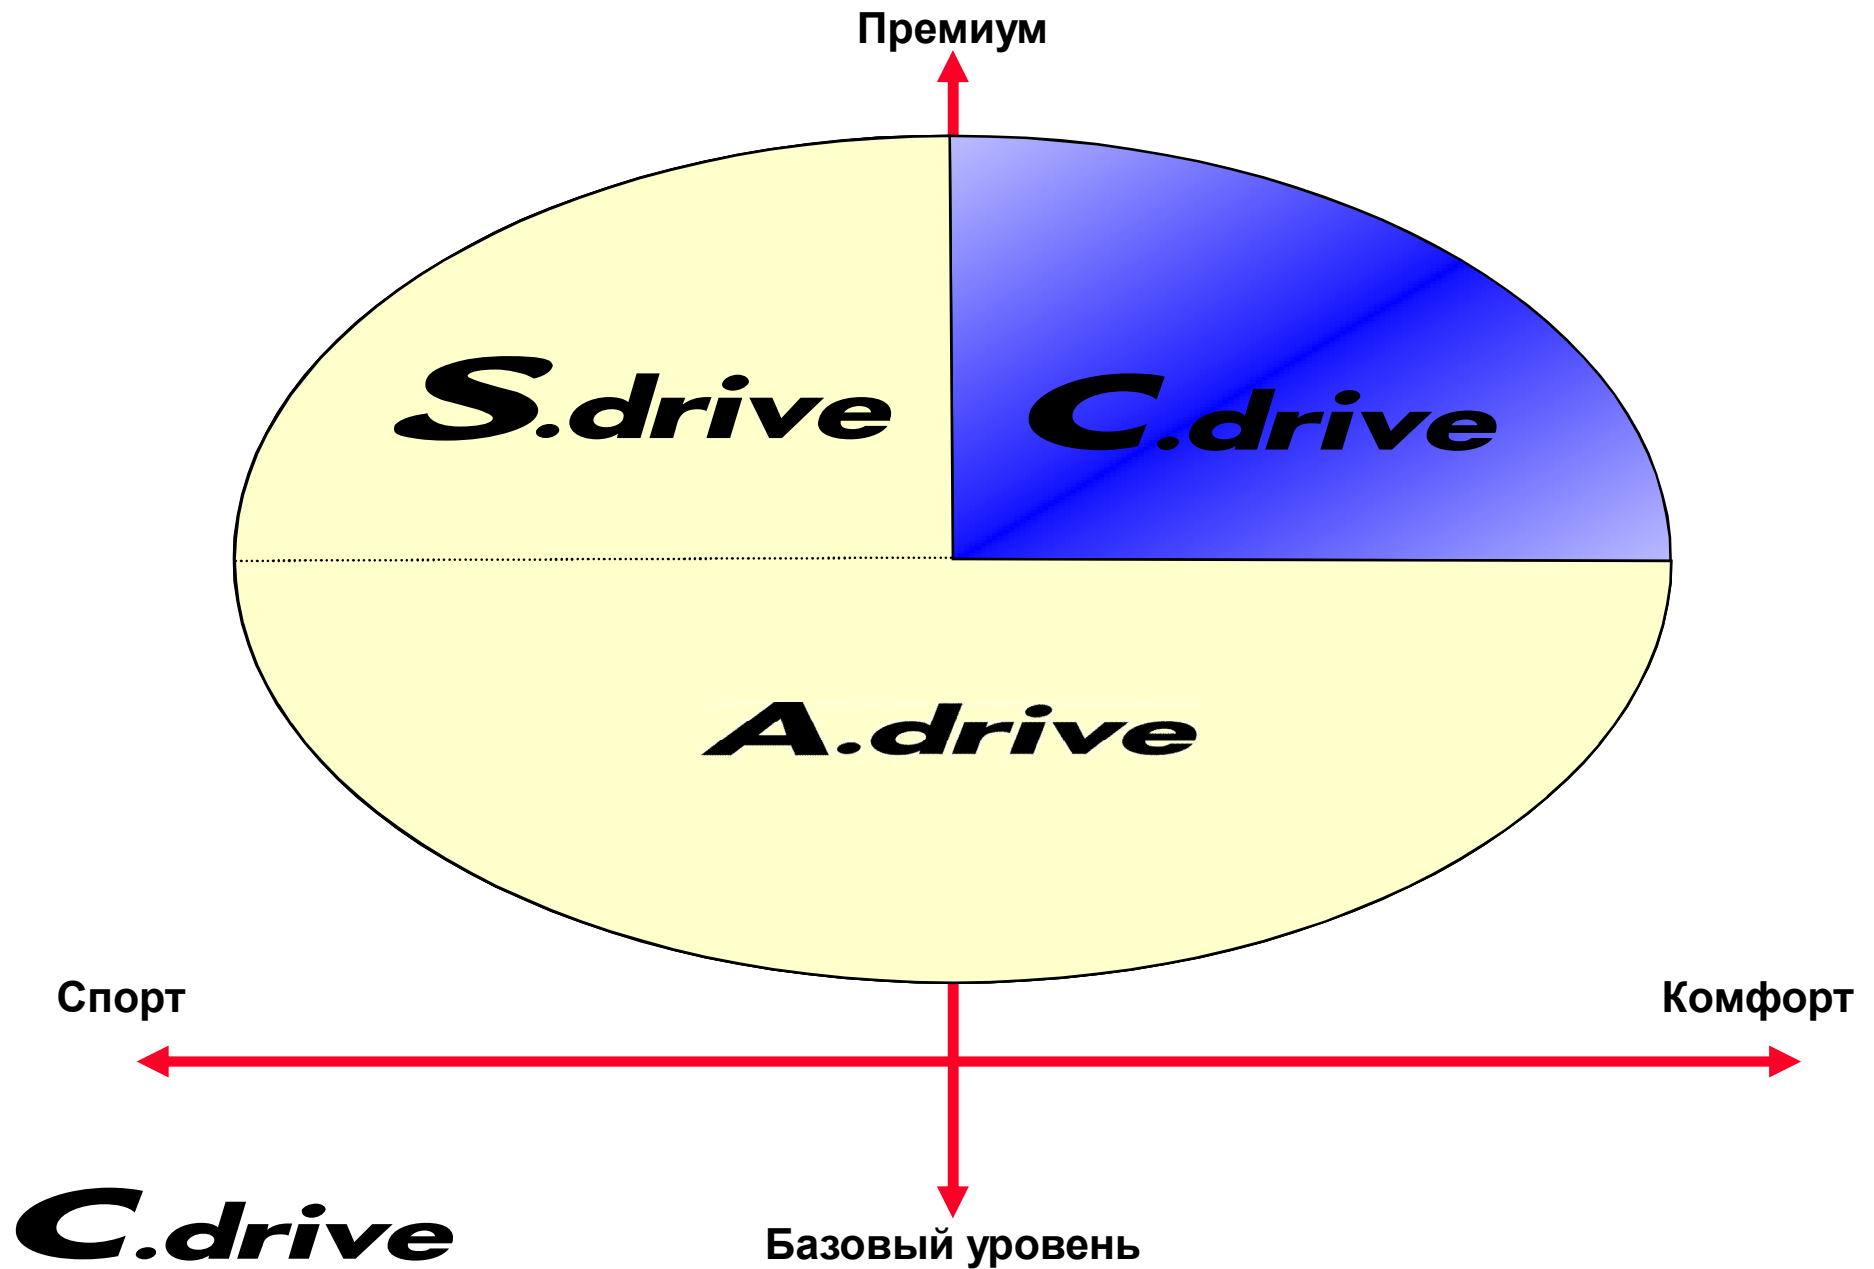 Премиум
S.drive
C.drive
A.drive
Спорт
Комфорт
C.drive
Базовый уровень